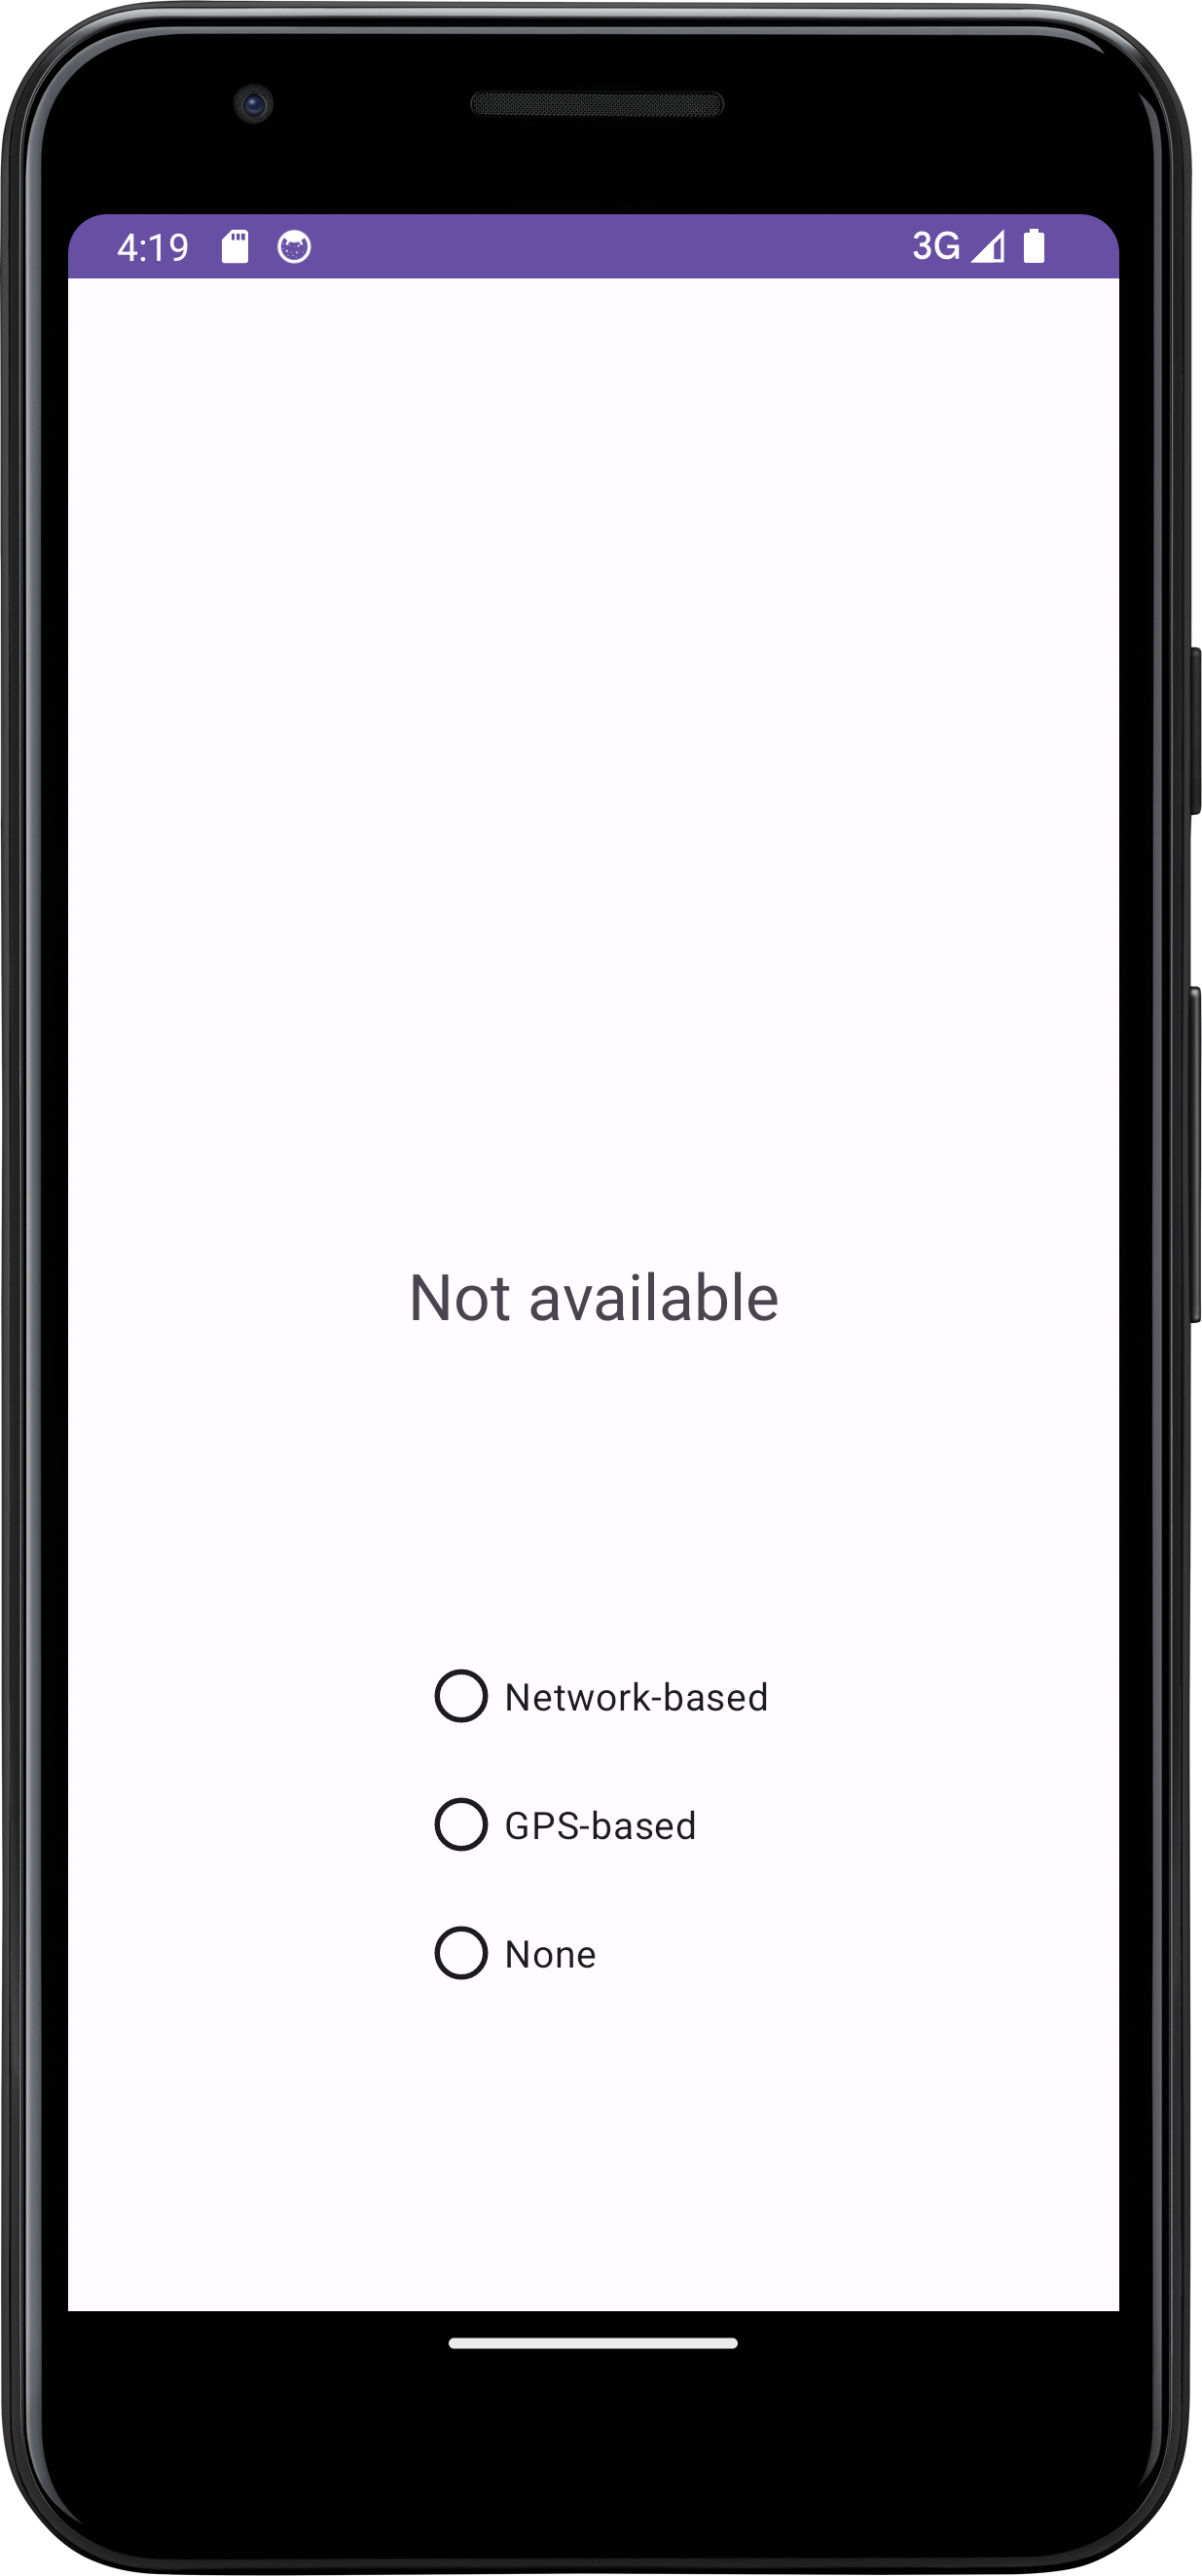 4:19 3G
Not available
Network-based
GPS-based
None